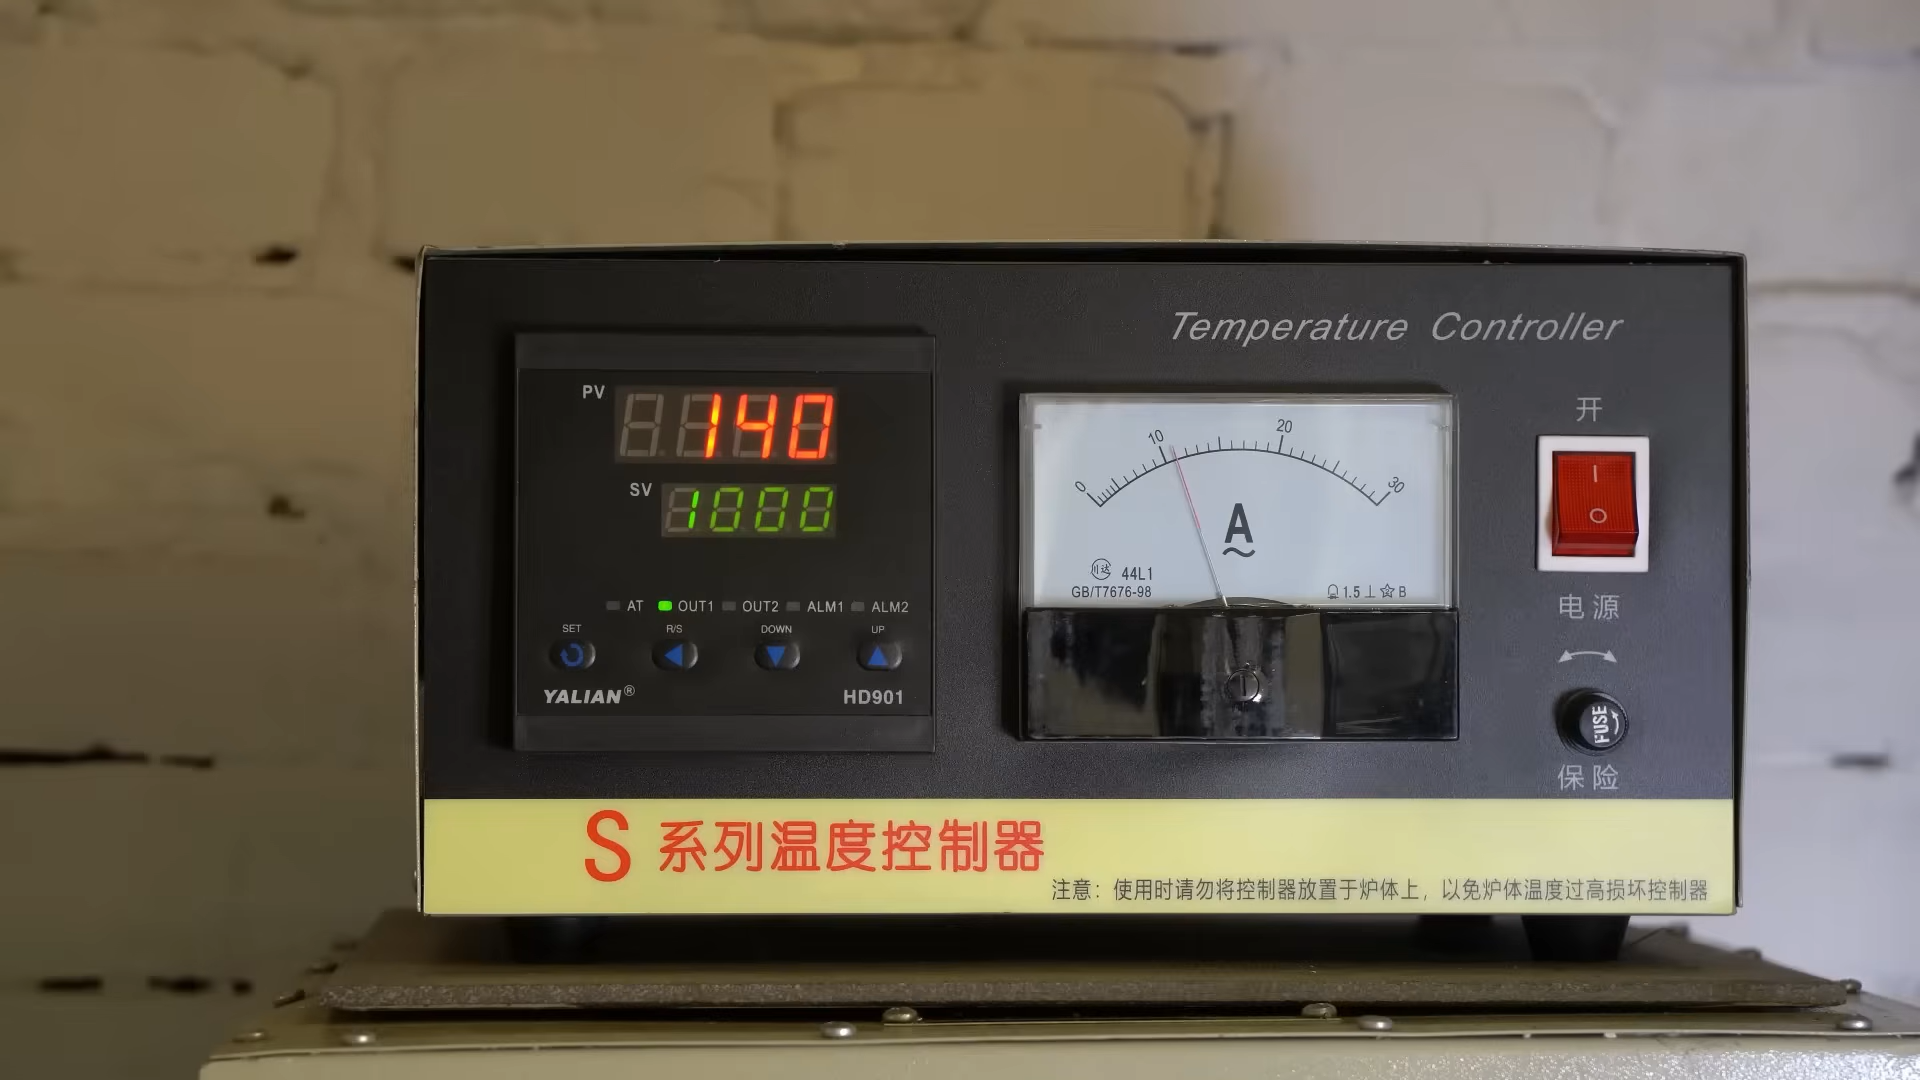 Temperature Controller
PV 140
SV 1000
AT OUT1 OUT2 ALM1 ALM2
SET R/S DOWN UP
YALIAN® HD901
0 10 20 30
A
川达 44L1
GB/T7676-98
1.5 ⊥ B
开
I
O
电源
FUSE
保险
S 系列温度控制器
注意：使用时请勿将控制器放置于炉体上，以免炉体温度过高损坏控制器